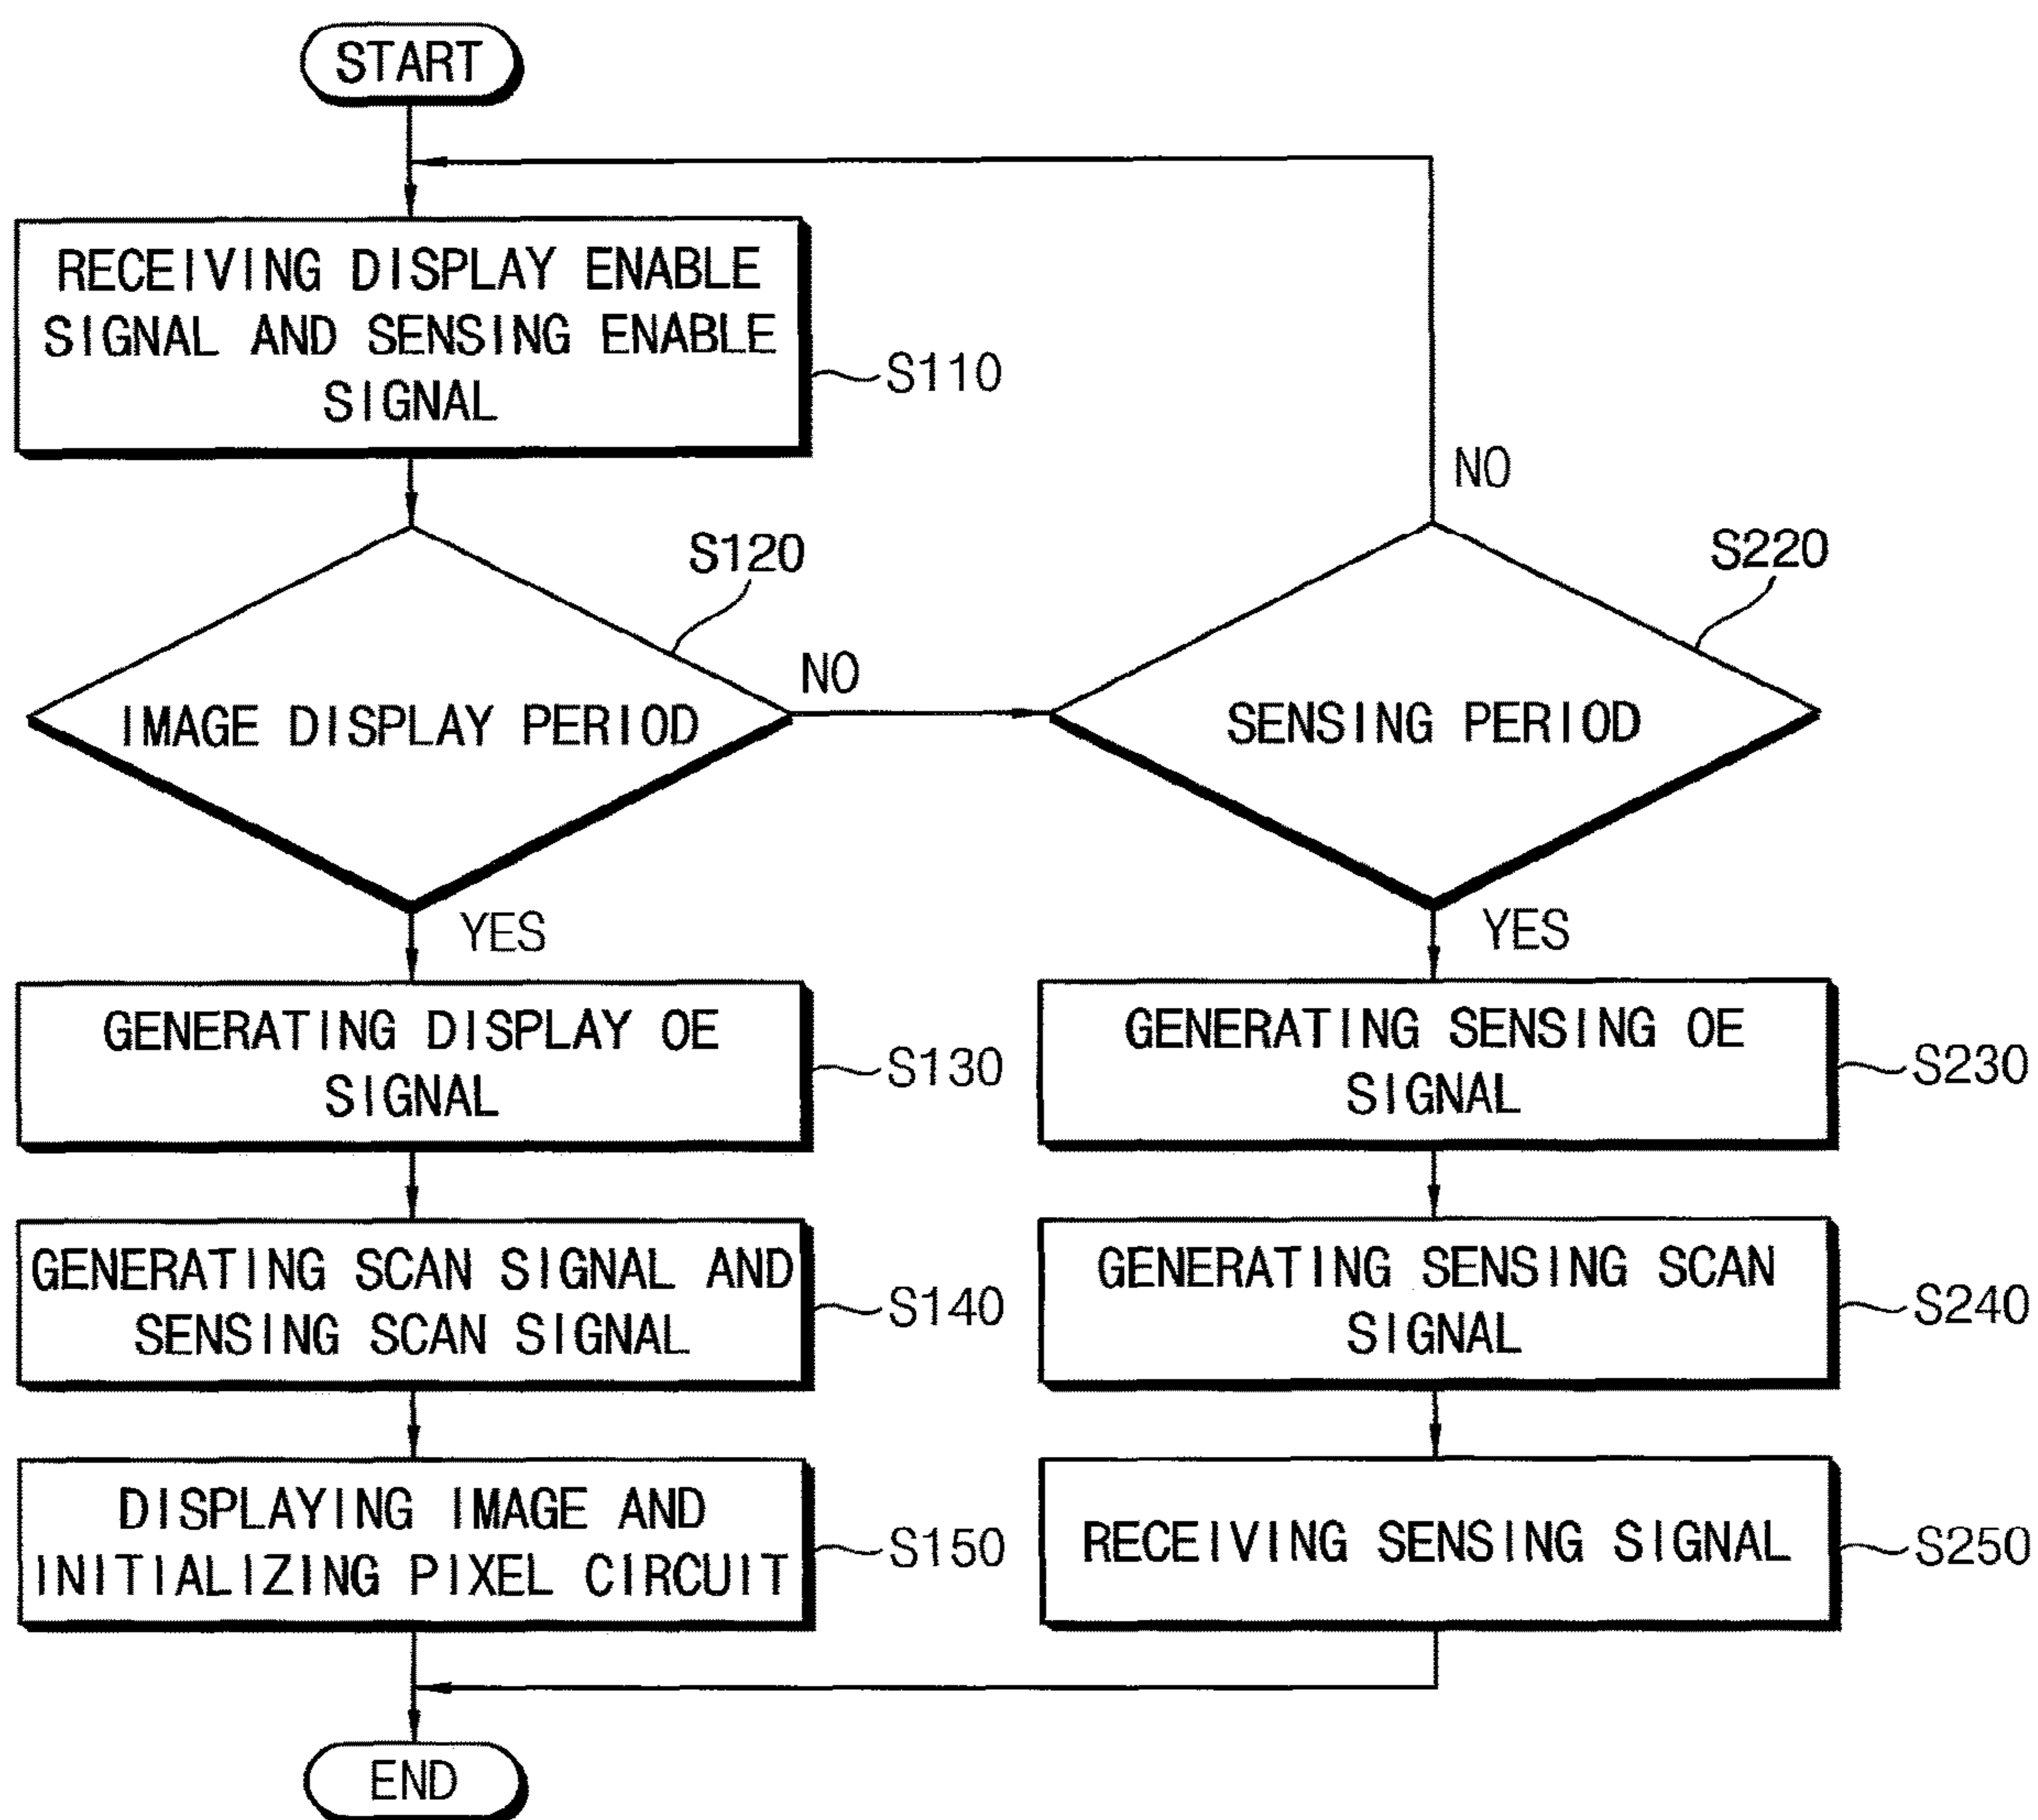 START
RECEIVING DISPLAY ENABLE
SIGNAL AND SENSING ENABLE
SIGNAL
S110
NO
S120
S220
IMAGE DISPLAY PERIOD
NO
SENSING PERIOD
YES
YES
GENERATING DISPLAY OE
SIGNAL
S130
GENERATING SENSING OE
SIGNAL
S230
GENERATING SCAN SIGNAL AND
SENSING SCAN SIGNAL
S140
GENERATING SENSING SCAN
SIGNAL
S240
DISPLAYING IMAGE AND
INITIALIZING PIXEL CIRCUIT
S150
RECEIVING SENSING SIGNAL
S250
END